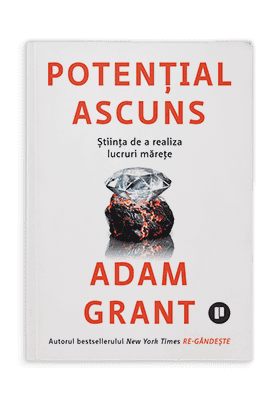 POTENȚIAL
ASCUNS
Știința de a realiza
lucruri mărețe
ADAM
GRANT
Autorul bestsellerului New York Times RE-GÂNDEȘTE